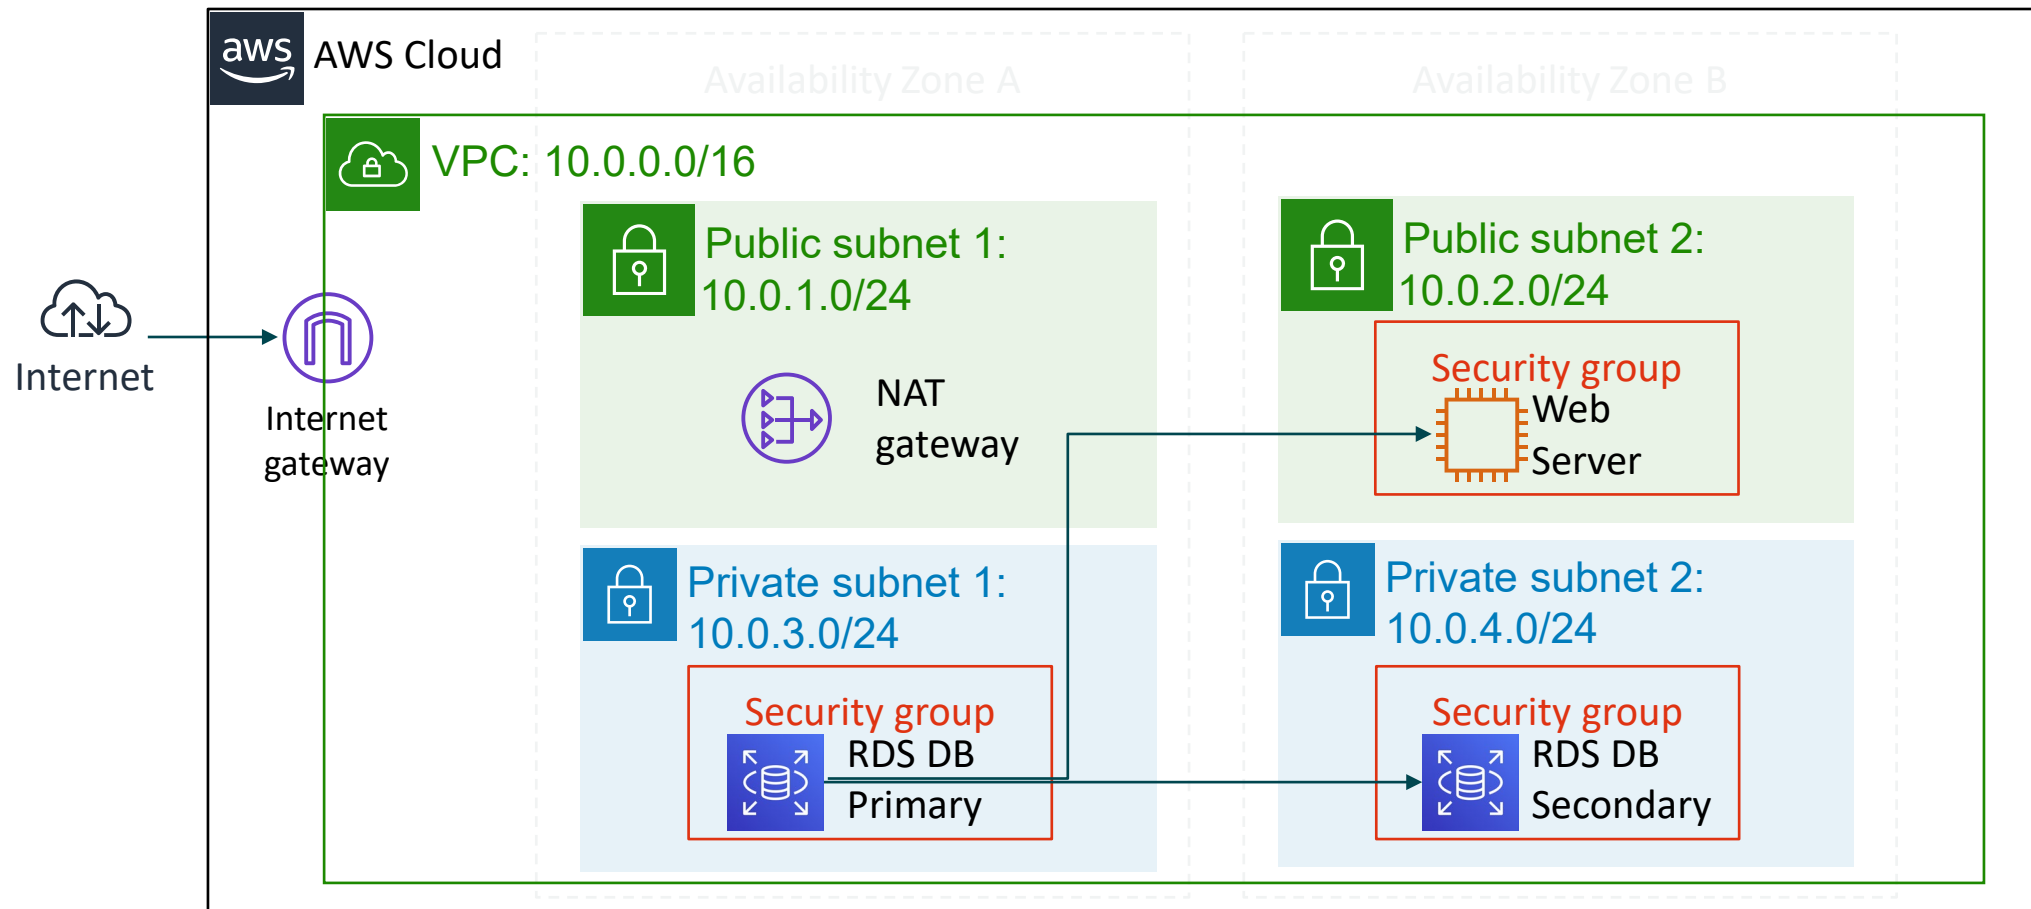 aws
AWS Cloud
Availability Zone A
Availability Zone B
VPC: 10.0.0.0/16
Public subnet 1:
10.0.1.0/24
Public subnet 2:
10.0.2.0/24
Internet
Internet
gateway
NAT
gateway
Security group
Web
Server
Private subnet 1:
10.0.3.0/24
Private subnet 2:
10.0.4.0/24
Security group
RDS DB
Primary
Security group
RDS DB
Secondary